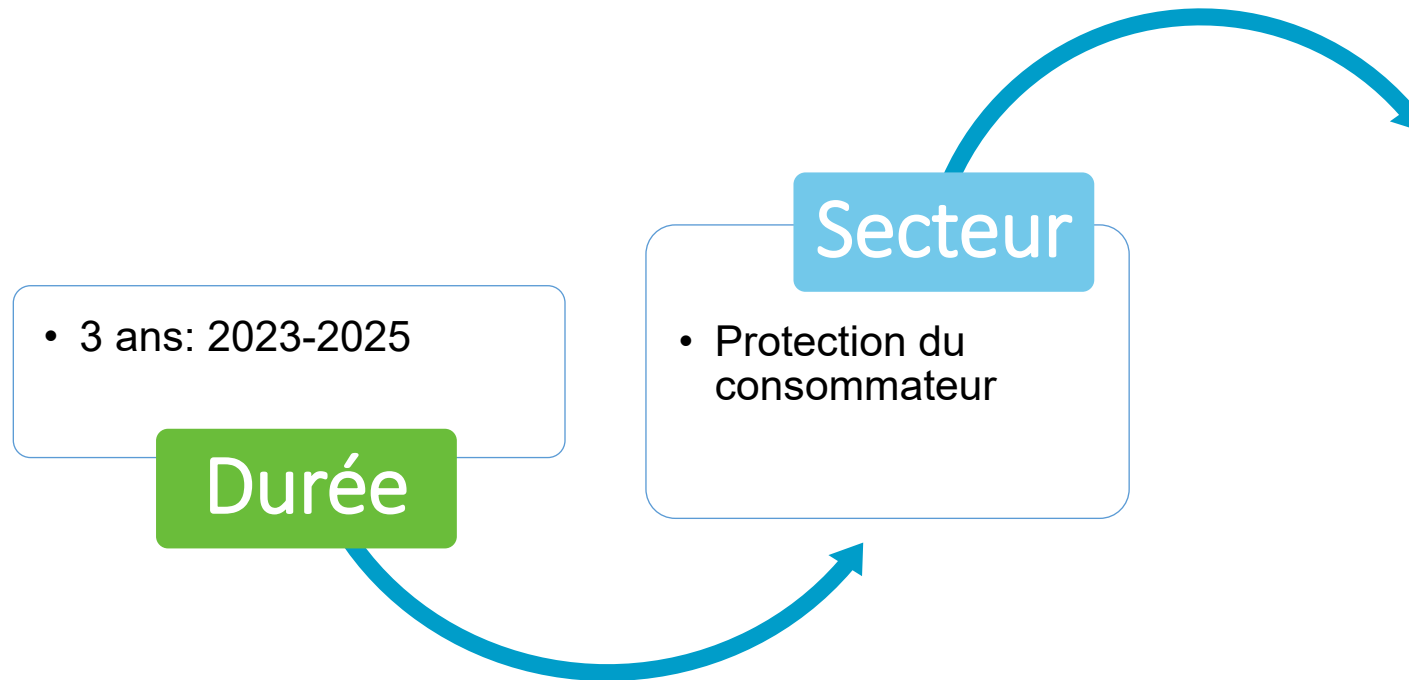 • 3 ans: 2023-2025
Durée
Secteur
• Protection du
consommateur